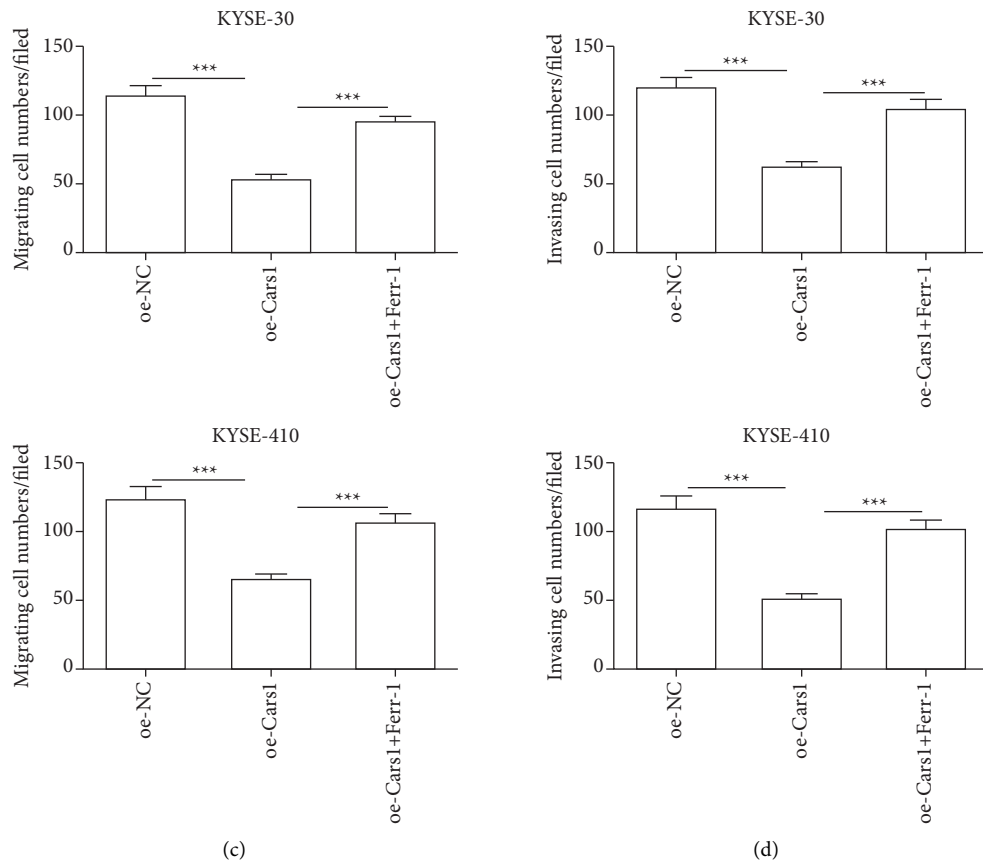 KYSE-30
Migrating cell numbers/filed
150
100
50
0
***
***
oe-NC
oe-Cars1
oe-Cars1+Ferr-1
KYSE-30
Invasing cell numbers/filed
150
100
50
0
***
***
oe-NC
oe-Cars1
oe-Cars1+Ferr-1
KYSE-410
Migrating cell numbers/filed
150
100
50
0
***
***
oe-NC
oe-Cars1
oe-Cars1+Ferr-1
(c)
KYSE-410
Invasing cell numbers/filed
150
100
50
0
***
***
oe-NC
oe-Cars1
oe-Cars1+Ferr-1
(d)